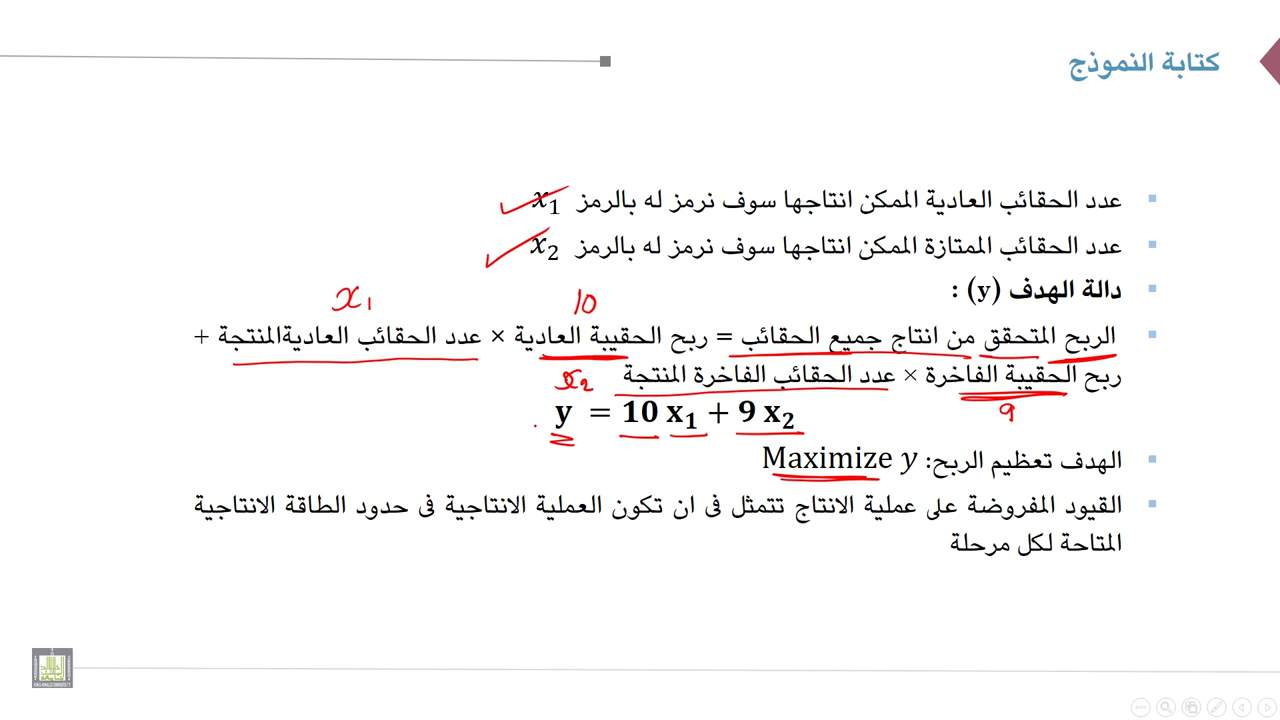 كتابة النموذج
عدد الحقائب العادية الممكن انتاجها سوف نرمز له بالرمز x₁
عدد الحقائب الممتازة الممكن انتاجها سوف نرمز له بالرمز x₂
دالة الهدف (y) :
x₁ 10
الربح المتحقق من انتاج جميع الحقائب = ربح الحقيبة العادية × عدد الحقائب العاديةالمنتجة +
ربح الحقيبة الفاخرة × عدد الحقائب الفاخرة المنتجة x₂
y = 10 x₁ + 9 x₂
9
الهدف تعظيم الربح: Maximize y
القيود المفروضة على عملية الانتاج تتمثل فى ان تكون العملية الانتاجية فى حدود الطاقة الانتاجية
المتاحة لكل مرحلة